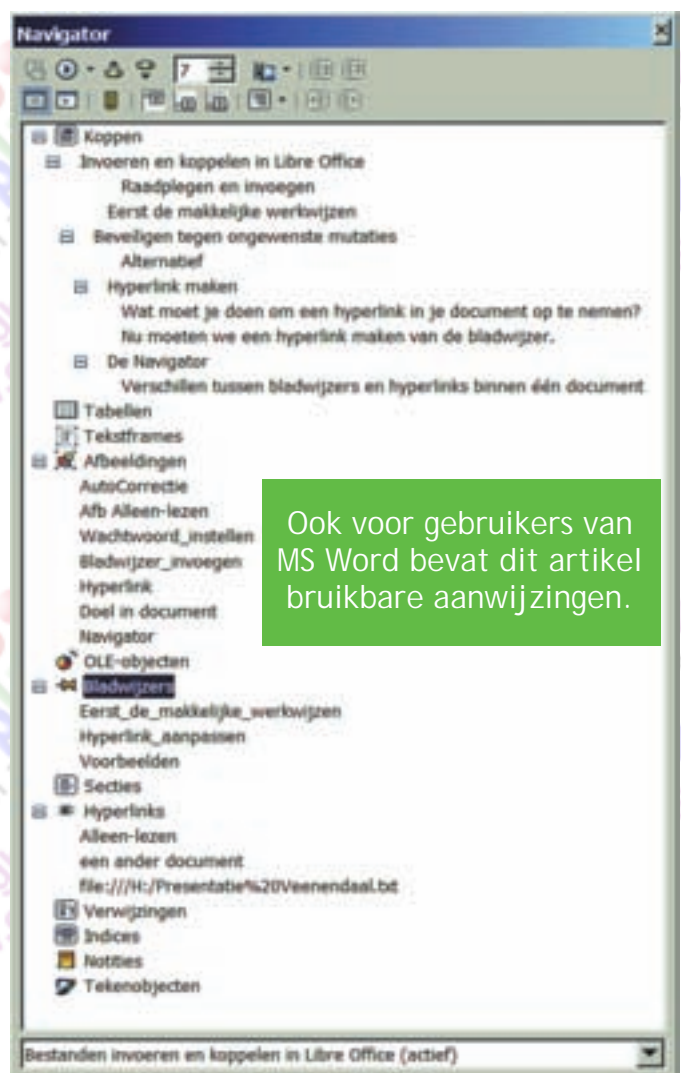 Navigator
7
Koppen
Invoeren en koppelen in Libre Office
Raadplegen en invoegen
Eerst de makkelijke werkwijzen
Beveiligen tegen ongewenste mutaties
Alternatief
Hyperlink maken
Wat moet je doen om een hyperlink in je document op te nemen?
Nu moeten we een hyperlink maken van de bladwijzer.
De Navigator
Verschillen tussen bladwijzers en hyperlinks binnen één document
Tabellen
Tekstframes
Afbeeldingen
AutoCorrectie
Afb Alleen-lezen
Wachtwoord_instellen
Bladwijzer_invoegen
Hyperlink
Doel in document
Navigator
Ook voor gebruikers van
MS Word bevat dit artikel
bruikbare aanwijzingen.
OLE-objecten
Bladwijzers
Eerst_de_makkelijke_werkwijzen
Hyperlink_aanpassen
Voorbeelden
Secties
Hyperlinks
Alleen-lezen
een ander document
file:///H:/Presentatie%20Veenendaal.txt
Verwijzingen
Indices
Notities
Tekenobjecten
Bestanden invoeren en koppelen in Libre Office (actief)